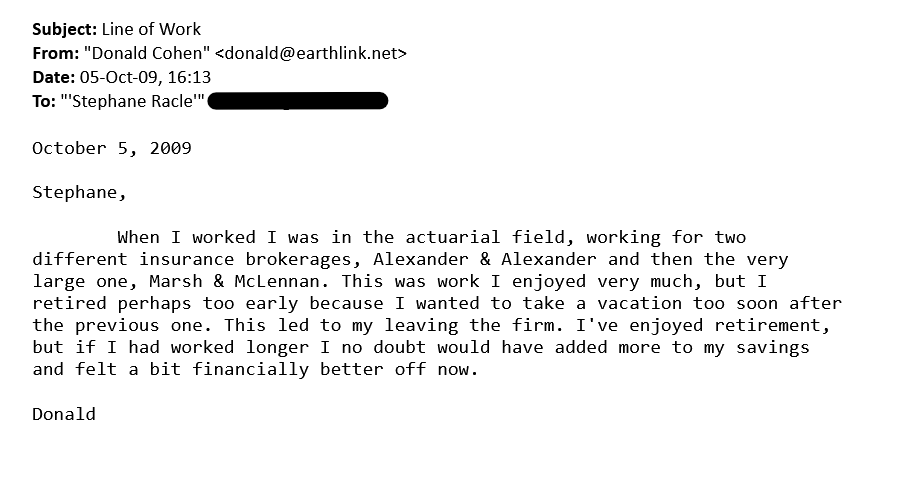 Subject: Line of Work
From: "Donald Cohen" <donald@earthlink.net>
Date: 05-Oct-09, 16:13
To: "'Stephane Racle'"
October 5, 2009
Stephane,
When I worked I was in the actuarial field, working for two
different insurance brokerages, Alexander & Alexander and then the very
large one, Marsh & McLennan. This was work I enjoyed very much, but I
retired perhaps too early because I wanted to take a vacation too soon after
the previous one. This led to my leaving the firm. I've enjoyed retirement,
but if I had worked longer I no doubt would have added more to my savings
and felt a bit financially better off now.
Donald